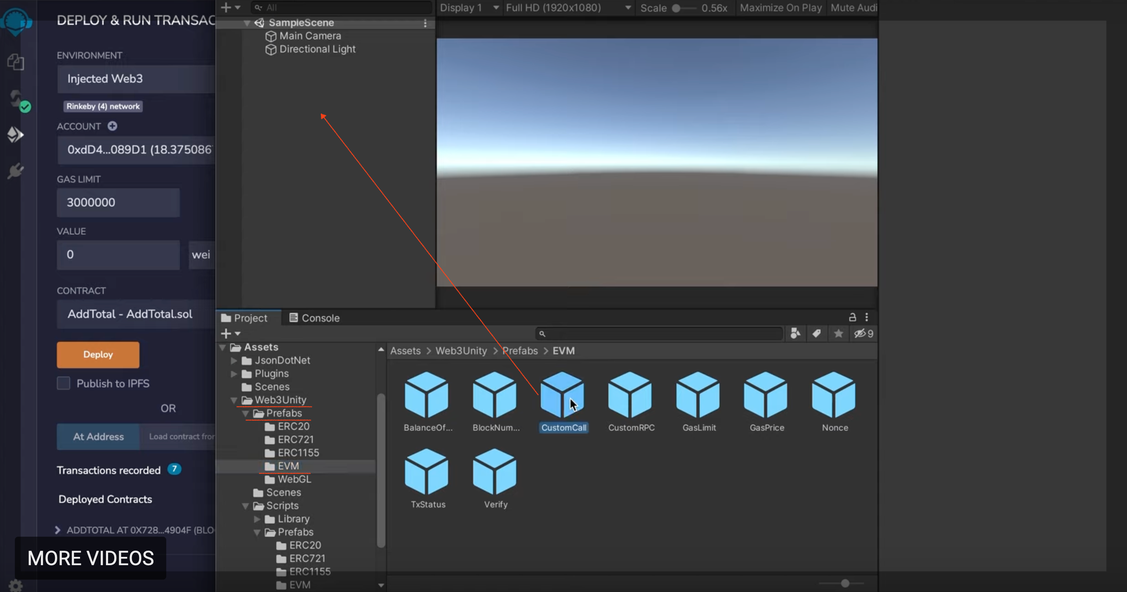 DEPLOY & RUN TRANSAC
ENVIRONMENT
Injected Web3
Rinkeby (4) network
ACCOUNT
0xdD4...089D1 (18.375086
GAS LIMIT
3000000
VALUE
0
wei
CONTRACT
AddTotal - AddTotal.sol
Deploy
Publish to IPFS
OR
At Address
Load contract from
Transactions recorded 7
Deployed Contracts
ADDTOTAL AT 0X728...4904F (BLO
MORE VIDEOS
All
SampleScene
Main Camera
Directional Light
Display 1
Full HD (1920x1080)
Scale
0.56x
Maximize On Play
Mute Audi
Project
Console
9
Assets
JsonDotNet
Plugins
Scenes
Web3Unity
Prefabs
ERC20
ERC721
ERC1155
EVM
WebGL
Scenes
Scripts
Library
Prefabs
ERC20
ERC721
ERC1155
EVM
Assets > Web3Unity > Prefabs > EVM
BalanceOf...
BlockNum...
CustomCall
CustomRPC
GasLimit
GasPrice
Nonce
TxStatus
Verify